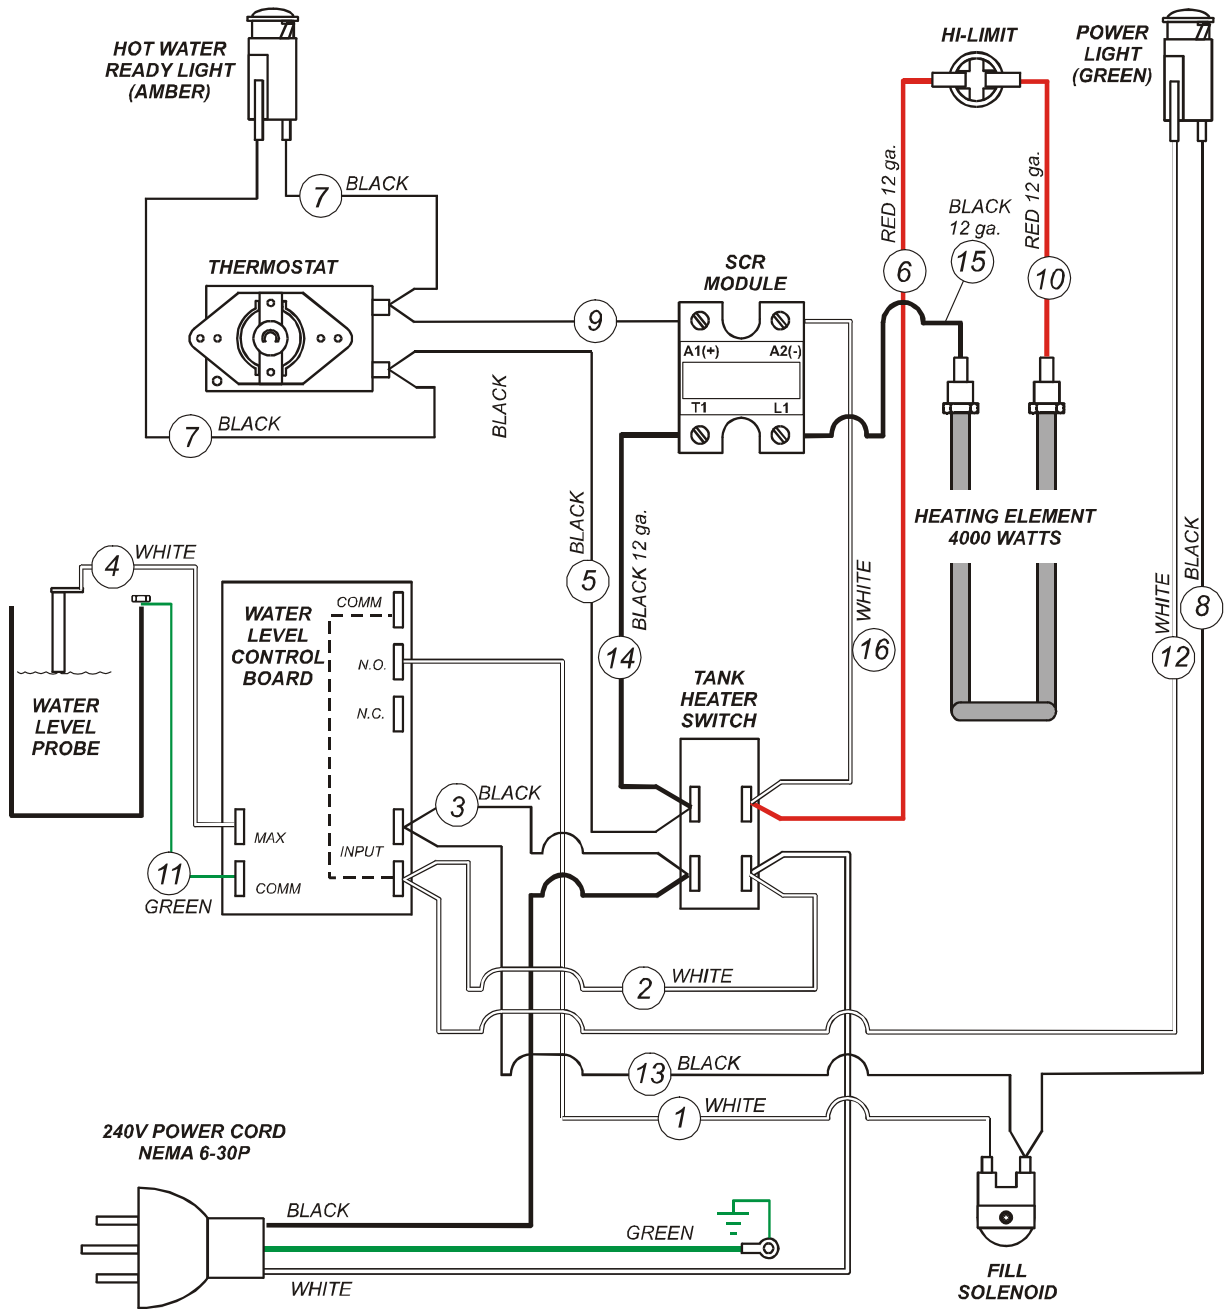 HOT WATER
READY LIGHT
(AMBER)
HI-LIMIT
POWER
LIGHT
(GREEN)
7
BLACK
RED 12 ga.
BLACK
12 ga.
RED 12 ga.
THERMOSTAT
SCR
MODULE
6
15
10
9
A1(+)
A2(-)
T1
L1
BLACK
7
BLACK
HEATING ELEMENT
4000 WATTS
BLACK
BLACK 12 ga.
BLACK
4
WHITE
5
WHITE
WHITE
8
WATER
LEVEL
CONTROL
BOARD
COMM
N.O.
N.C.
14
16
12
WATER
LEVEL
PROBE
TANK
HEATER
SWITCH
3
BLACK
MAX
INPUT
11
COMM
GREEN
2
WHITE
13
BLACK
1
WHITE
240V POWER CORD
NEMA 6-30P
BLACK
GREEN
WHITE
FILL
SOLENOID